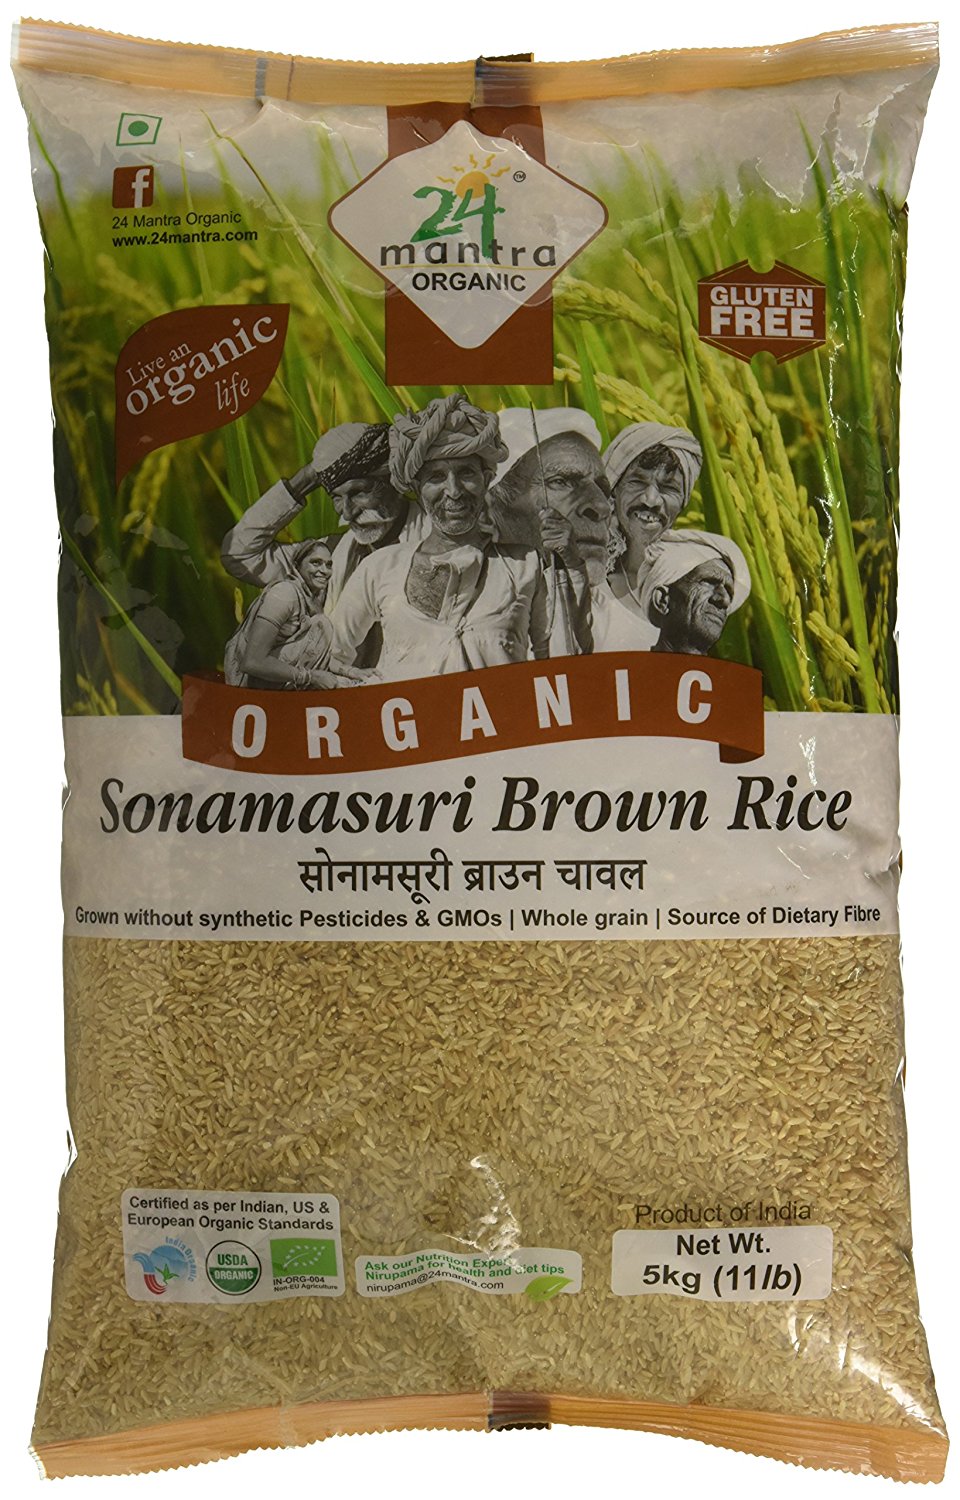 24 Mantra Organic
www.24mantra.com
24
mantra
ORGANIC
TM
GLUTEN
FREE
Live an
organic
life
ORGANIC
Sonamasuri Brown Rice
सोनामसूरी ब्राउन चावल
Grown without synthetic Pesticides & GMOs | Whole grain | Source of Dietary Fibre
Certified as per Indian, US &
European Organic Standards
India Organic
USDA
ORGANIC
IN-ORG-004
Non-EU Agriculture
Ask our Nutrition Expert
Nirupama for health and diet tips
nirupama@24mantra.com
Product of India
Net Wt.
5kg (11lb)